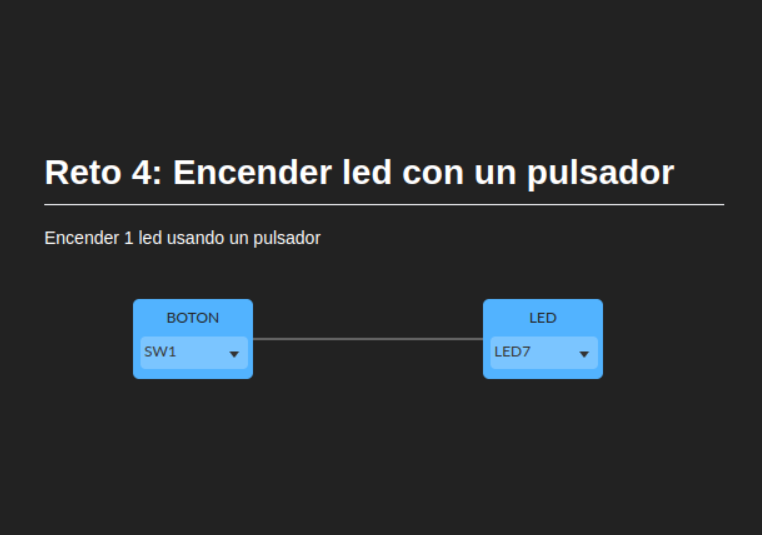 Reto 4: Encender led con un pulsador
Encender 1 led usando un pulsador
BOTON
SW1
LED
LED7